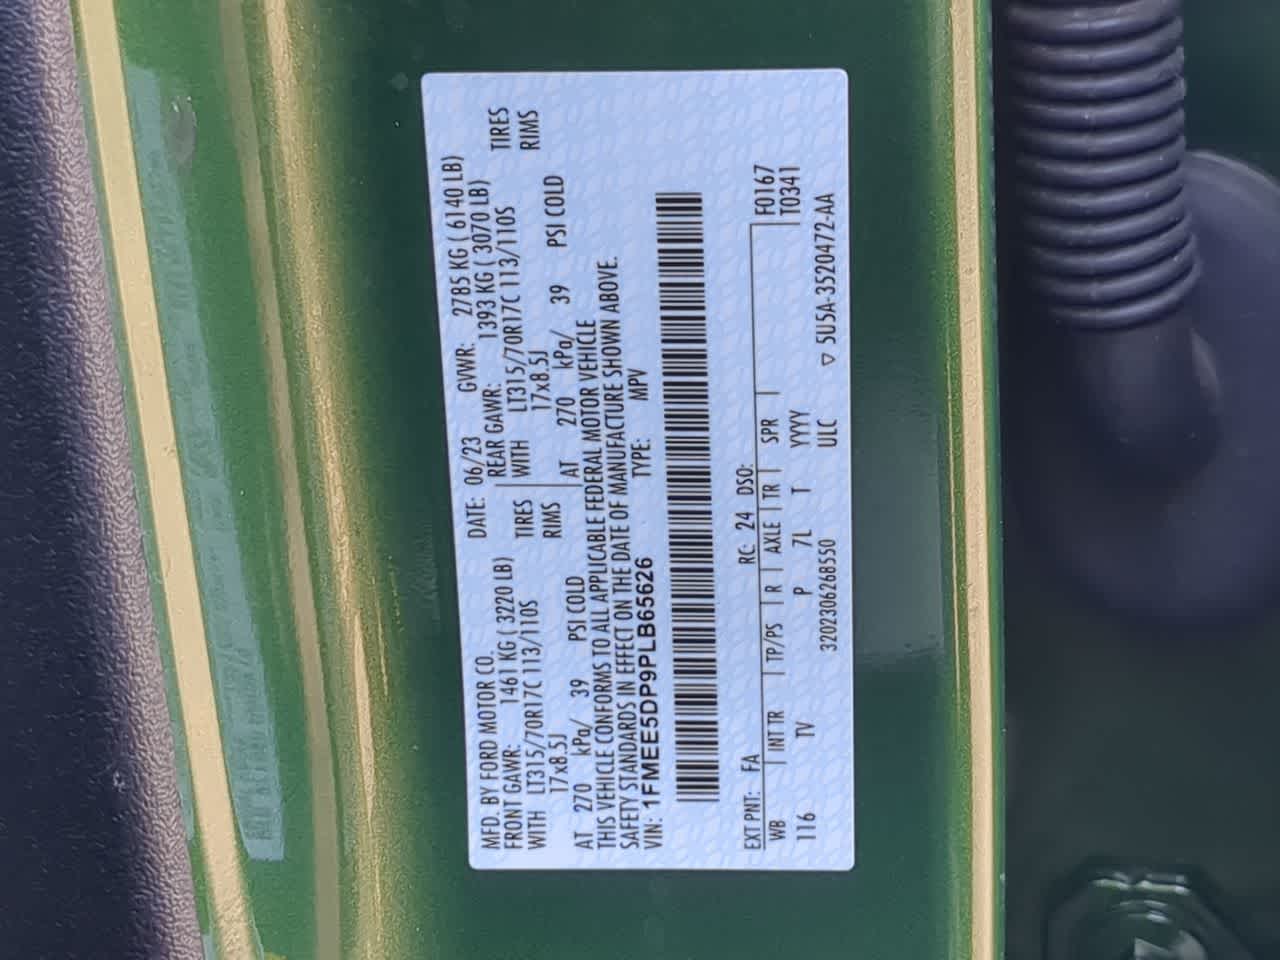 MFD. BY FORD MOTOR CO. DATE: 06/23 GVWR: 2785 KG ( 6140 LB)
FRONT GAWR: 1461 KG ( 3220 LB) REAR GAWR: 1393 KG ( 3070 LB)
WITH LT315/70R17C 113/110S TIRES WITH LT315/70R17C 113/110S TIRES
17x8.5J RIMS 17x8.5J RIMS
AT 270 kPa/ 39 PSI COLD AT 270 kPa/ 39 PSI COLD
THIS VEHICLE CONFORMS TO ALL APPLICABLE FEDERAL MOTOR VEHICLE
SAFETY STANDARDS IN EFFECT ON THE DATE OF MANUFACTURE SHOWN ABOVE.
VIN: 1FMEE5DP9PLB65626 TYPE: MPV
EXT PNT: FA RC: 24 DSO: F0167
WB INT TR TP/PS R AXLE TR SPR T0341
116 TV P 7L T YYYY
3202306268550 ULC ▽ 5U5A-3520472-AA